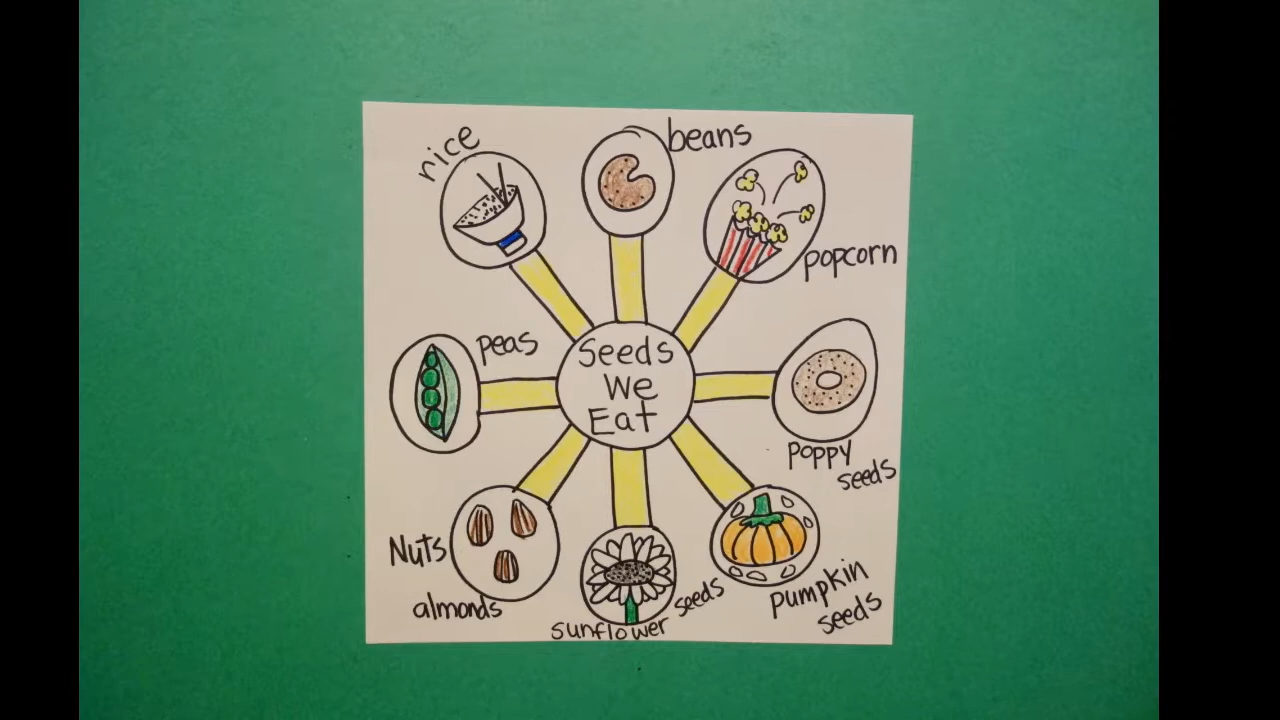 rice
beans
popcorn
peas
Seeds
We
Eat
poppy
seeds
Nuts
almonds
sunflower seeds
pumpkin
seeds